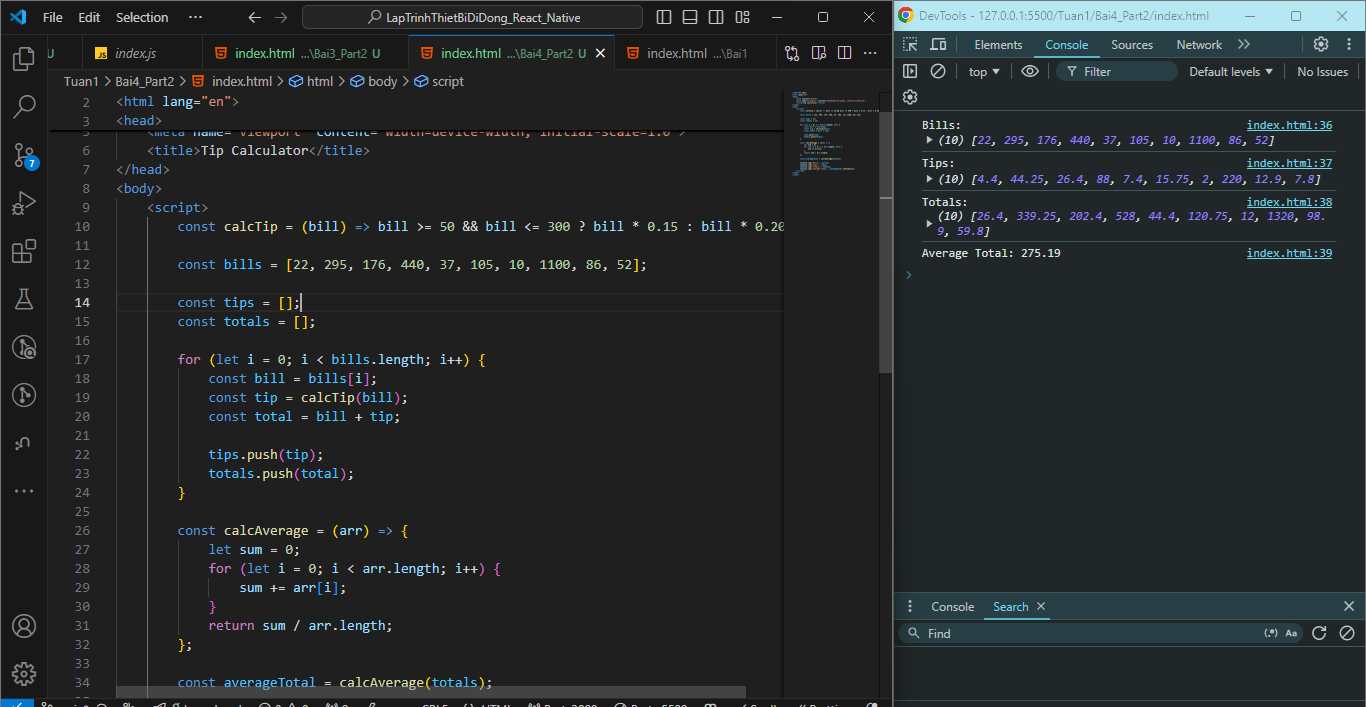 File Edit Selection ··· LapTrinhThietBiDiDong_React_Native
U index.js index.html ...\Bai3_Part2 U index.html ...\Bai4_Part2 U index.html ...\Bai1
Tuan1 > Bai4_Part2 > index.html > html > body > script
2 <html lang="en">
3 <head>
<meta name="viewport" content="width=device-width, initial-scale=1.0">
6 <title>Tip Calculator</title>
7 </head>
8 <body>
9 <script>
10 const calcTip = (bill) => bill >= 50 && bill <= 300 ? bill * 0.15 : bill * 0.20
11
12 const bills = [22, 295, 176, 440, 37, 105, 10, 1100, 86, 52];
13
14 const tips = [];
15 const totals = [];
16
17 for (let i = 0; i < bills.length; i++) {
18 const bill = bills[i];
19 const tip = calcTip(bill);
20 const total = bill + tip;
21
22 tips.push(tip);
23 totals.push(total);
24 }
25
26 const calcAverage = (arr) => {
27 let sum = 0;
28 for (let i = 0; i < arr.length; i++) {
29 sum += arr[i];
30 }
31 return sum / arr.length;
32 };
33
34 const averageTotal = calcAverage(totals);
7
DevTools - 127.0.0.1:5500/Tuan1/Bai4_Part2/index.html
Elements Console Sources Network
top Filter Default levels No Issues
Bills: index.html:36
(10) [22, 295, 176, 440, 37, 105, 10, 1100, 86, 52]
Tips: index.html:37
(10) [4.4, 44.25, 26.4, 88, 7.4, 15.75, 2, 220, 12.9, 7.8]
Totals: index.html:38
(10) [26.4, 339.25, 202.4, 528, 44.4, 120.75, 12, 1320, 98.
9, 59.8]
Average Total: 275.19 index.html:39
Console Search
Find (.*) Aa